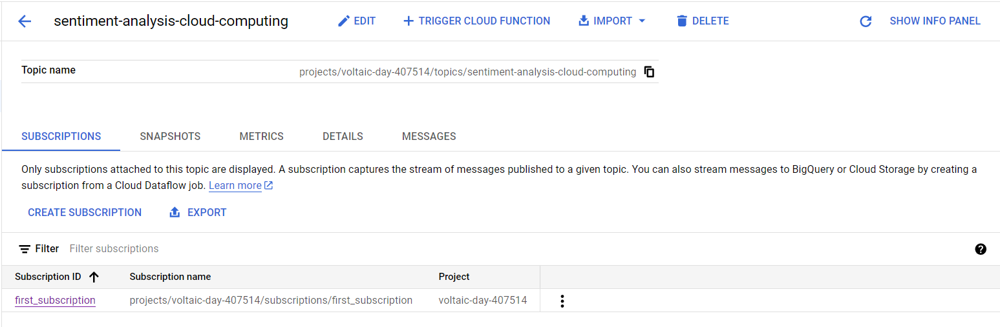 sentiment-analysis-cloud-computing EDIT TRIGGER CLOUD FUNCTION IMPORT DELETE SHOW INFO PANEL
Topic name projects/voltaic-day-407514/topics/sentiment-analysis-cloud-computing
SUBSCRIPTIONS SNAPSHOTS METRICS DETAILS MESSAGES
Only subscriptions attached to this topic are displayed. A subscription captures the stream of messages published to a given topic. You can also stream messages to BigQuery or Cloud Storage by creating a
subscription from a Cloud Dataflow job. Learn more
CREATE SUBSCRIPTION EXPORT
Filter Filter subscriptions
Subscription ID Subscription name Project
first_subscription projects/voltaic-day-407514/subscriptions/first_subscription voltaic-day-407514